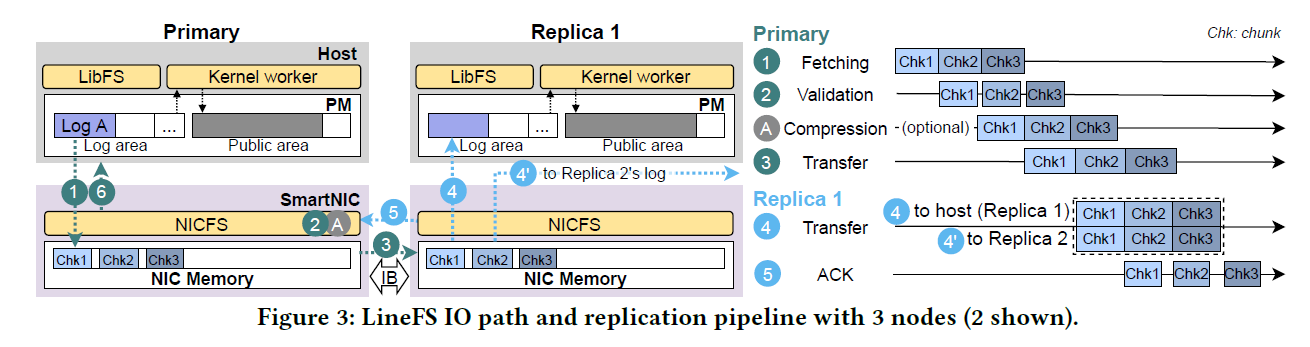 Primary
Host
LibFS
Kernel worker
PM
Log A
...
Log area
Public area
1
6
SmartNIC
NICFS
2
A
Chk1
Chk2
Chk3
NIC Memory
3
IB
5
Replica 1
Host
LibFS
Kernel worker
PM
...
Log area
Public area
4
4' to Replica 2's log
NICFS
Chk1
Chk2
Chk3
NIC Memory
Primary
Chk: chunk
1 Fetching Chk1 Chk2 Chk3
2 Validation Chk1 Chk2 Chk3
A Compression (optional) Chk1 Chk2 Chk3
3 Transfer Chk1 Chk2 Chk3
Replica 1
4 Transfer
4 to host (Replica 1) Chk1 Chk2 Chk3
4' to Replica 2 Chk1 Chk2 Chk3
5 ACK Chk1 Chk2 Chk3
Figure 3: LineFS IO path and replication pipeline with 3 nodes (2 shown).